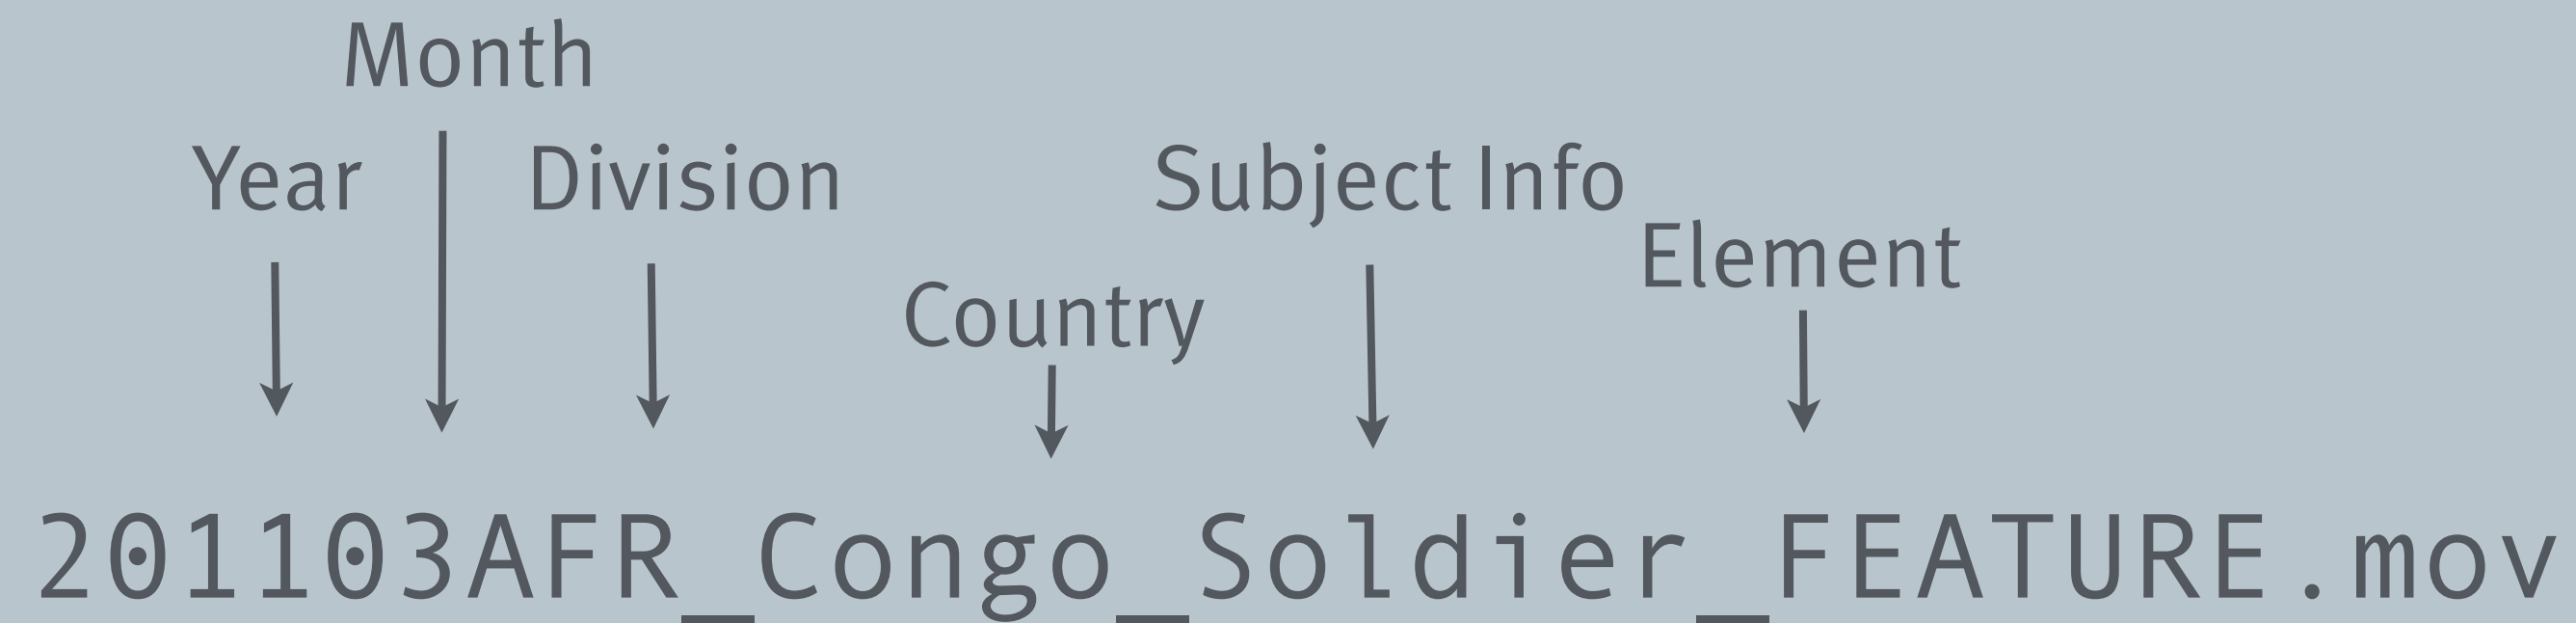 Month
Year Division Subject Info
Element
Country
201103AFR_Congo_Soldier_FEATURE.mov